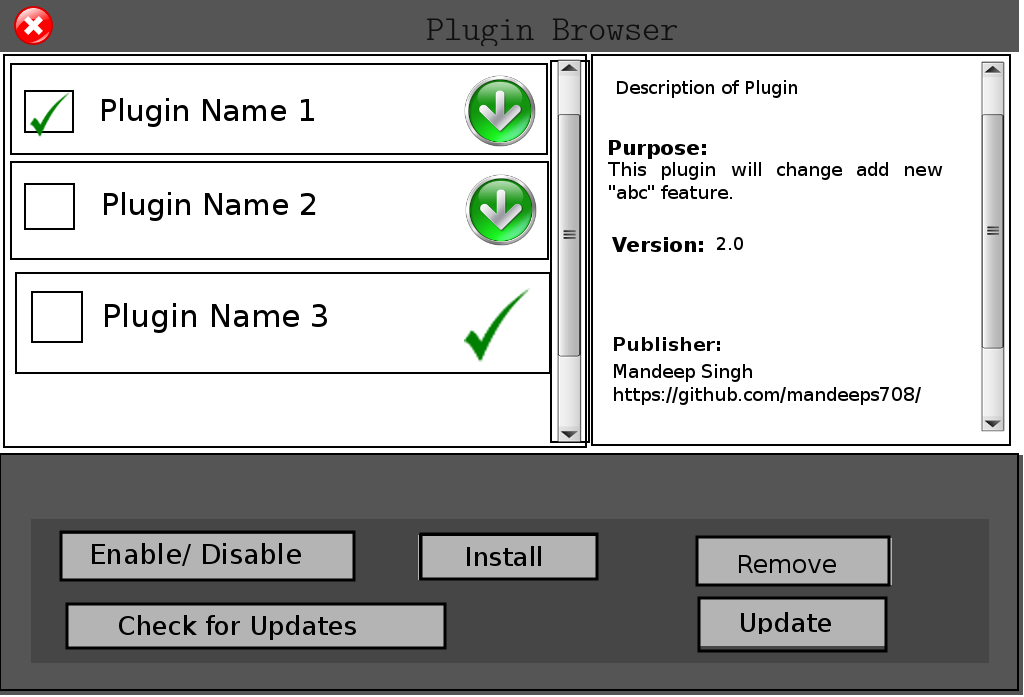 Plugin Browser
Plugin Name 1
Plugin Name 2
Plugin Name 3
Description of Plugin
Purpose:
This plugin will change add new
"abc" feature.
Version: 2.0
Publisher:
Mandeep Singh
https://github.com/mandeeps708/
Enable/ Disable
Install
Remove
Check for Updates
Update